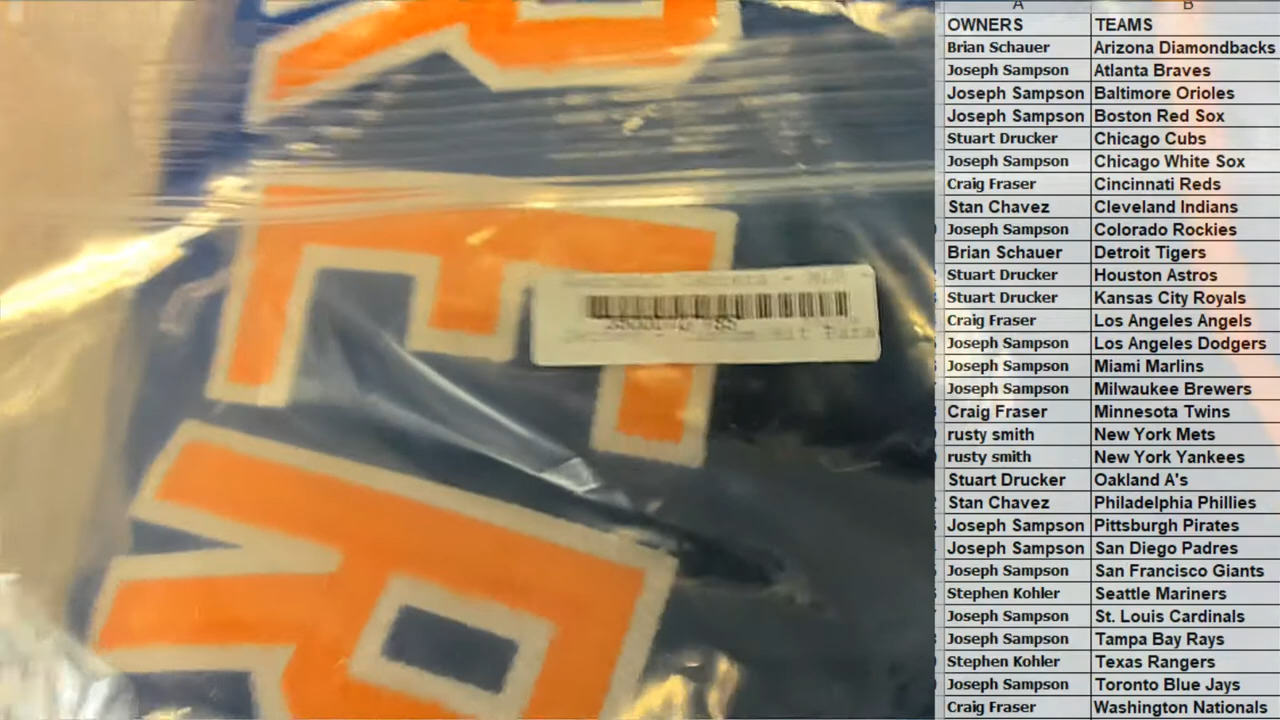 A B
OWNERS TEAMS
Brian Schauer Arizona Diamondbacks
Joseph Sampson Atlanta Braves
Joseph Sampson Baltimore Orioles
Joseph Sampson Boston Red Sox
Stuart Drucker Chicago Cubs
Joseph Sampson Chicago White Sox
Craig Fraser Cincinnati Reds
Stan Chavez Cleveland Indians
Joseph Sampson Colorado Rockies
Brian Schauer Detroit Tigers
Stuart Drucker Houston Astros
Stuart Drucker Kansas City Royals
Craig Fraser Los Angeles Angels
Joseph Sampson Los Angeles Dodgers
Joseph Sampson Miami Marlins
Joseph Sampson Milwaukee Brewers
Craig Fraser Minnesota Twins
rusty smith New York Mets
rusty smith New York Yankees
Stuart Drucker Oakland A's
Stan Chavez Philadelphia Phillies
Joseph Sampson Pittsburgh Pirates
Joseph Sampson San Diego Padres
Joseph Sampson San Francisco Giants
Stephen Kohler Seattle Mariners
Joseph Sampson St. Louis Cardinals
Joseph Sampson Tampa Bay Rays
Stephen Kohler Texas Rangers
Joseph Sampson Toronto Blue Jays
Craig Fraser Washington Nationals